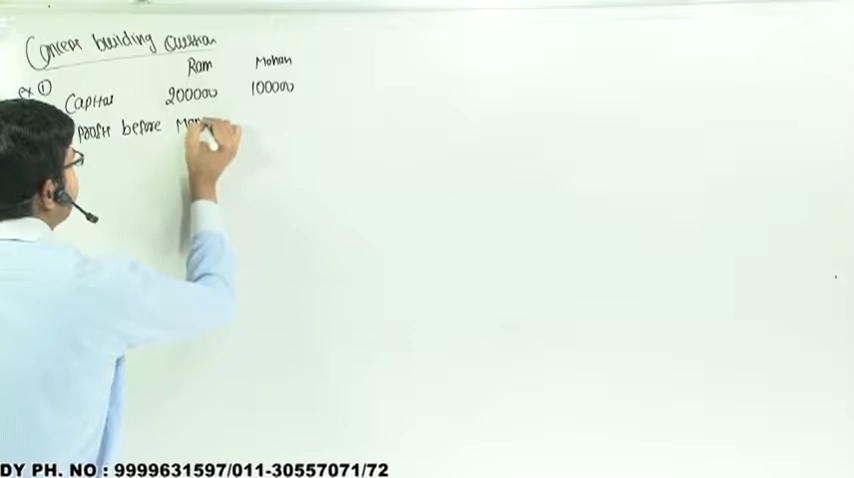 Concept building Question
Ram Mohan
ex ①
Capital 200000 100000
Profit before
DY PH. NO : 9999631597/011-30557071/72